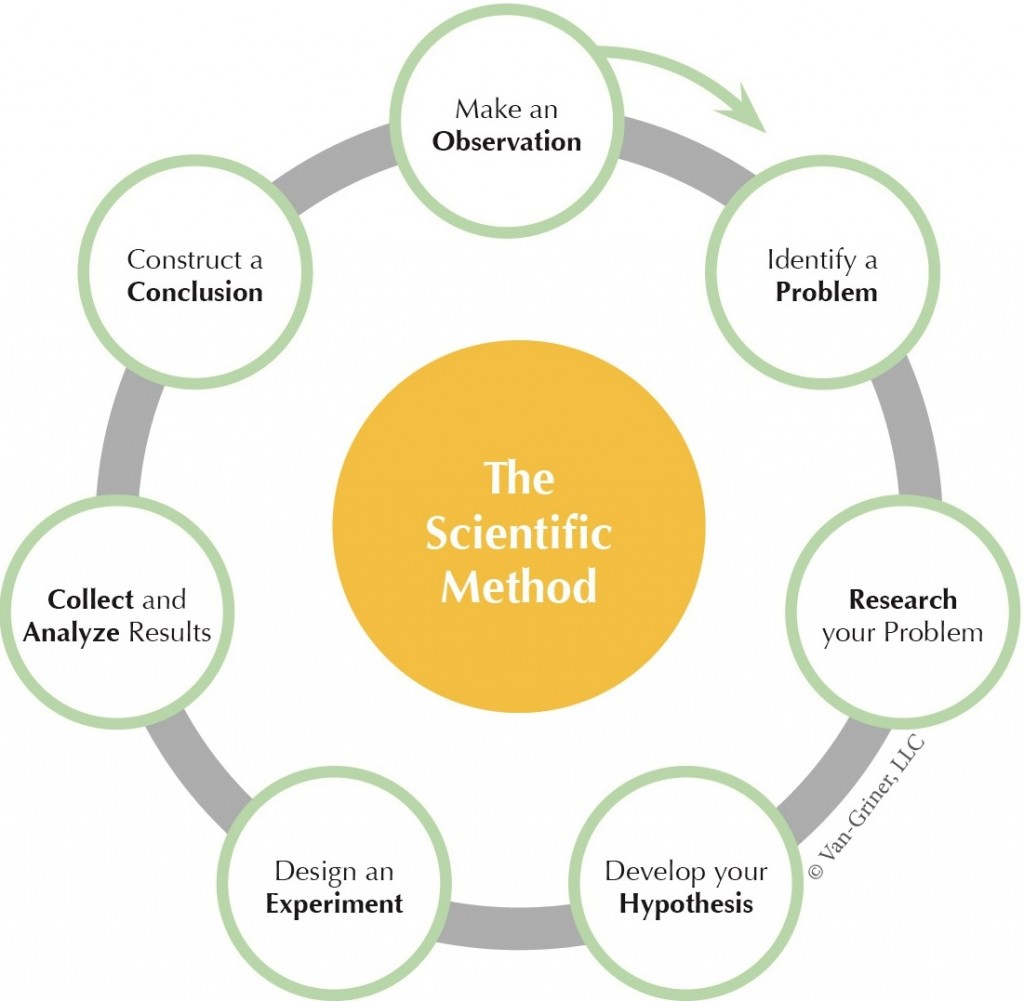 Make an
Observation
Identify a
Problem
Research
your Problem
Develop your
Hypothesis
Design an
Experiment
Collect and
Analyze Results
Construct a
Conclusion
The
Scientific
Method
© Van-Griner, LLC